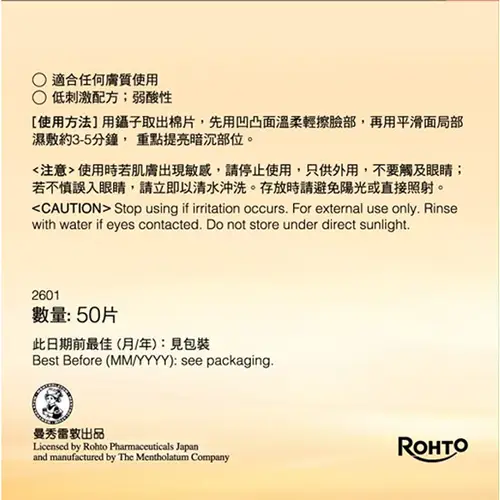 ○ 適合任何膚質使用
○ 低刺激配方；弱酸性
[使用方法] 用鑷子取出棉片，先用凹凸面溫柔輕擦臉部，再用平滑面局部
濕敷約3-5分鐘， 重點提亮暗沉部位。
<注意> 使用時若肌膚出現敏感，請停止使用，只供外用，不要觸及眼睛；
若不慎誤入眼睛，請立即以清水沖洗。存放時請避免陽光或直接照射。
<CAUTION> Stop using if irritation occurs. For external use only. Rinse
with water if eyes contacted. Do not store under direct sunlight.
2601
數量: 50片
此日期前最佳 (月/年)：見包裝
Best Before (MM/YYYY): see packaging.
曼秀雷敦出品
Licensed by Rohto Pharmaceuticals Japan
and manufactured by The Mentholatum Company
ROHTO